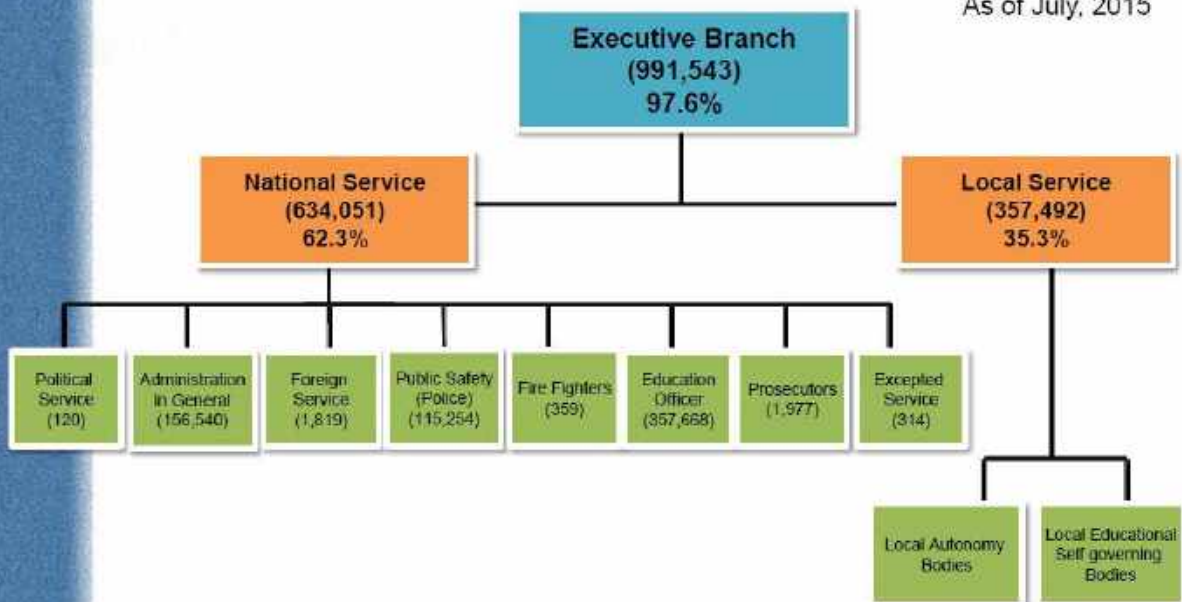 As of July, 2015
Executive Branch
(991,543)
97.6%
National Service
(634,051)
62.3%
Local Service
(357,492)
35.3%
Political
Service
(120)
Administration
in General
(156,540)
Foreign
Service
(1,819)
Public Safety
(Police)
(115,254)
Fire Fighters
(359)
Education
Officer
(357,668)
Prosecutors
(1,977)
Excepted
Service
(314)
Local Autonomy
Bodies
Local Educational
Self governing
Bodies